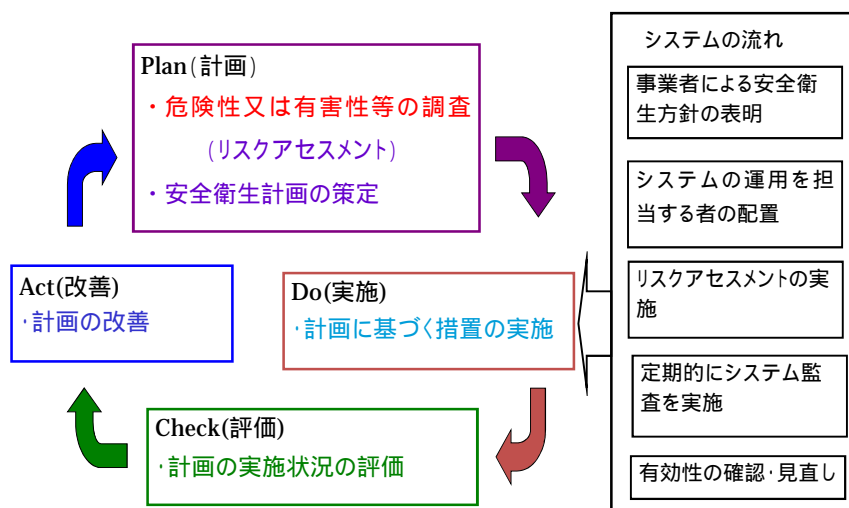 Plan(計画)
・危険性又は有害性等の調査
(リスクアセスメント)
・安全衛生計画の策定
Act(改善)
・計画の改善
Do(実施)
・計画に基づく措置の実施
Check(評価)
・計画の実施状況の評価
システムの流れ
事業者による安全衛
生方針の表明
システムの運用を担
当する者の配置
リスクアセスメントの実
施
定期的にシステム監
査を実施
有効性の確認・見直し